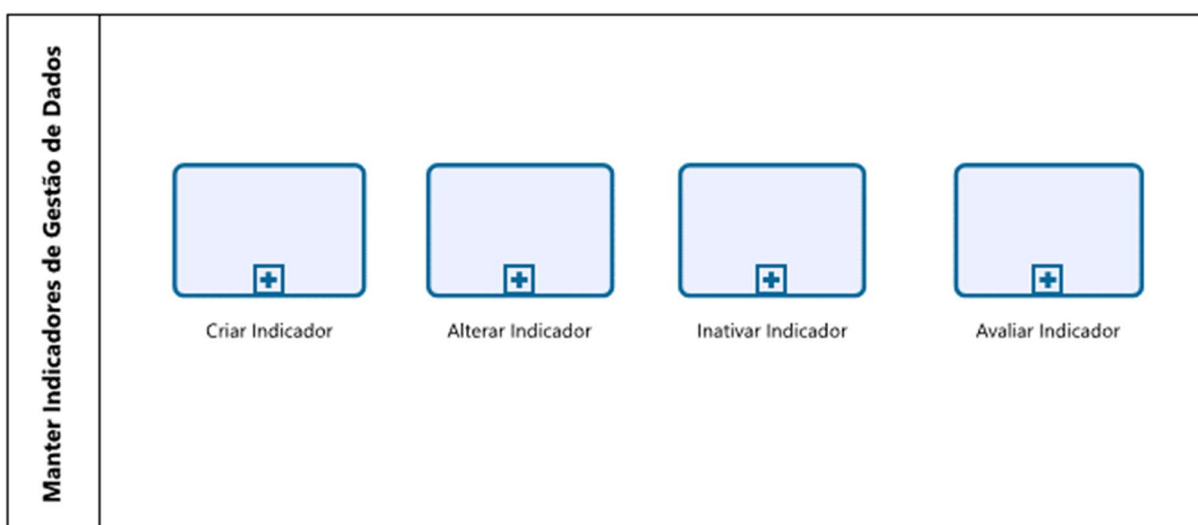 Manter Indicadores de Gestão de Dados
Criar Indicador
Alterar Indicador
Inativar Indicador
Avaliar Indicador